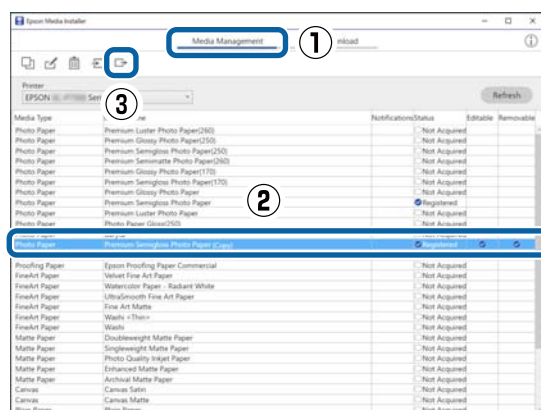 Epson Media Installer
Media Management
①
nload
③
Printer
EPSON Seri
Refresh
Media Type
Notifications Status Editable Removable
Photo Paper Premium Luster Photo Paper(260) Not Acquired
Photo Paper Premium Glossy Photo Paper(250) Not Acquired
Photo Paper Premium Semigloss Photo Paper(250) Not Acquired
Photo Paper Premium Semimatte Photo Paper(260) Not Acquired
Photo Paper Premium Glossy Photo Paper(170) Not Acquired
Photo Paper Premium Semigloss Photo Paper(170) Not Acquired
Photo Paper Premium Glossy Photo Paper Not Acquired
Photo Paper Premium Semigloss Photo Paper Registered
Photo Paper Premium Luster Photo Paper Not Acquired
Photo Paper Photo Paper Gloss(250) Not Acquired
②
Photo Paper Premium Semigloss Photo Paper (Copy) Registered
Proofing Paper Epson Proofing Paper Commercial Not Acquired
FineArt Paper Velvet Fine Art Paper Not Acquired
FineArt Paper Watercolor Paper - Radiant White Not Acquired
FineArt Paper UltraSmooth Fine Art Paper Not Acquired
FineArt Paper Fine Art Matte Not Acquired
FineArt Paper Washi <Thin> Not Acquired
FineArt Paper Washi Not Acquired
Matte Paper Doubleweight Matte Paper Not Acquired
Matte Paper Singleweight Matte Paper Not Acquired
Matte Paper Photo Quality Inkjet Paper Not Acquired
Matte Paper Enhanced Matte Paper Not Acquired
Matte Paper Archival Matte Paper Not Acquired
Canvas Canvas Satin Not Acquired
Canvas Canvas Matte Not Acquired